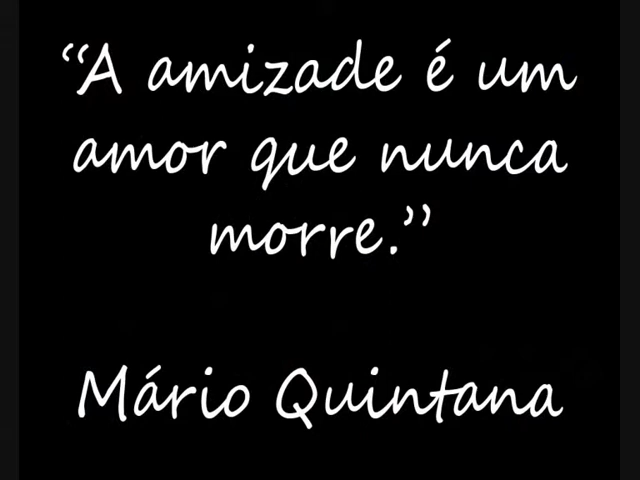 “A amizade é um
amor que nunca
morre.”
Mário Quintana